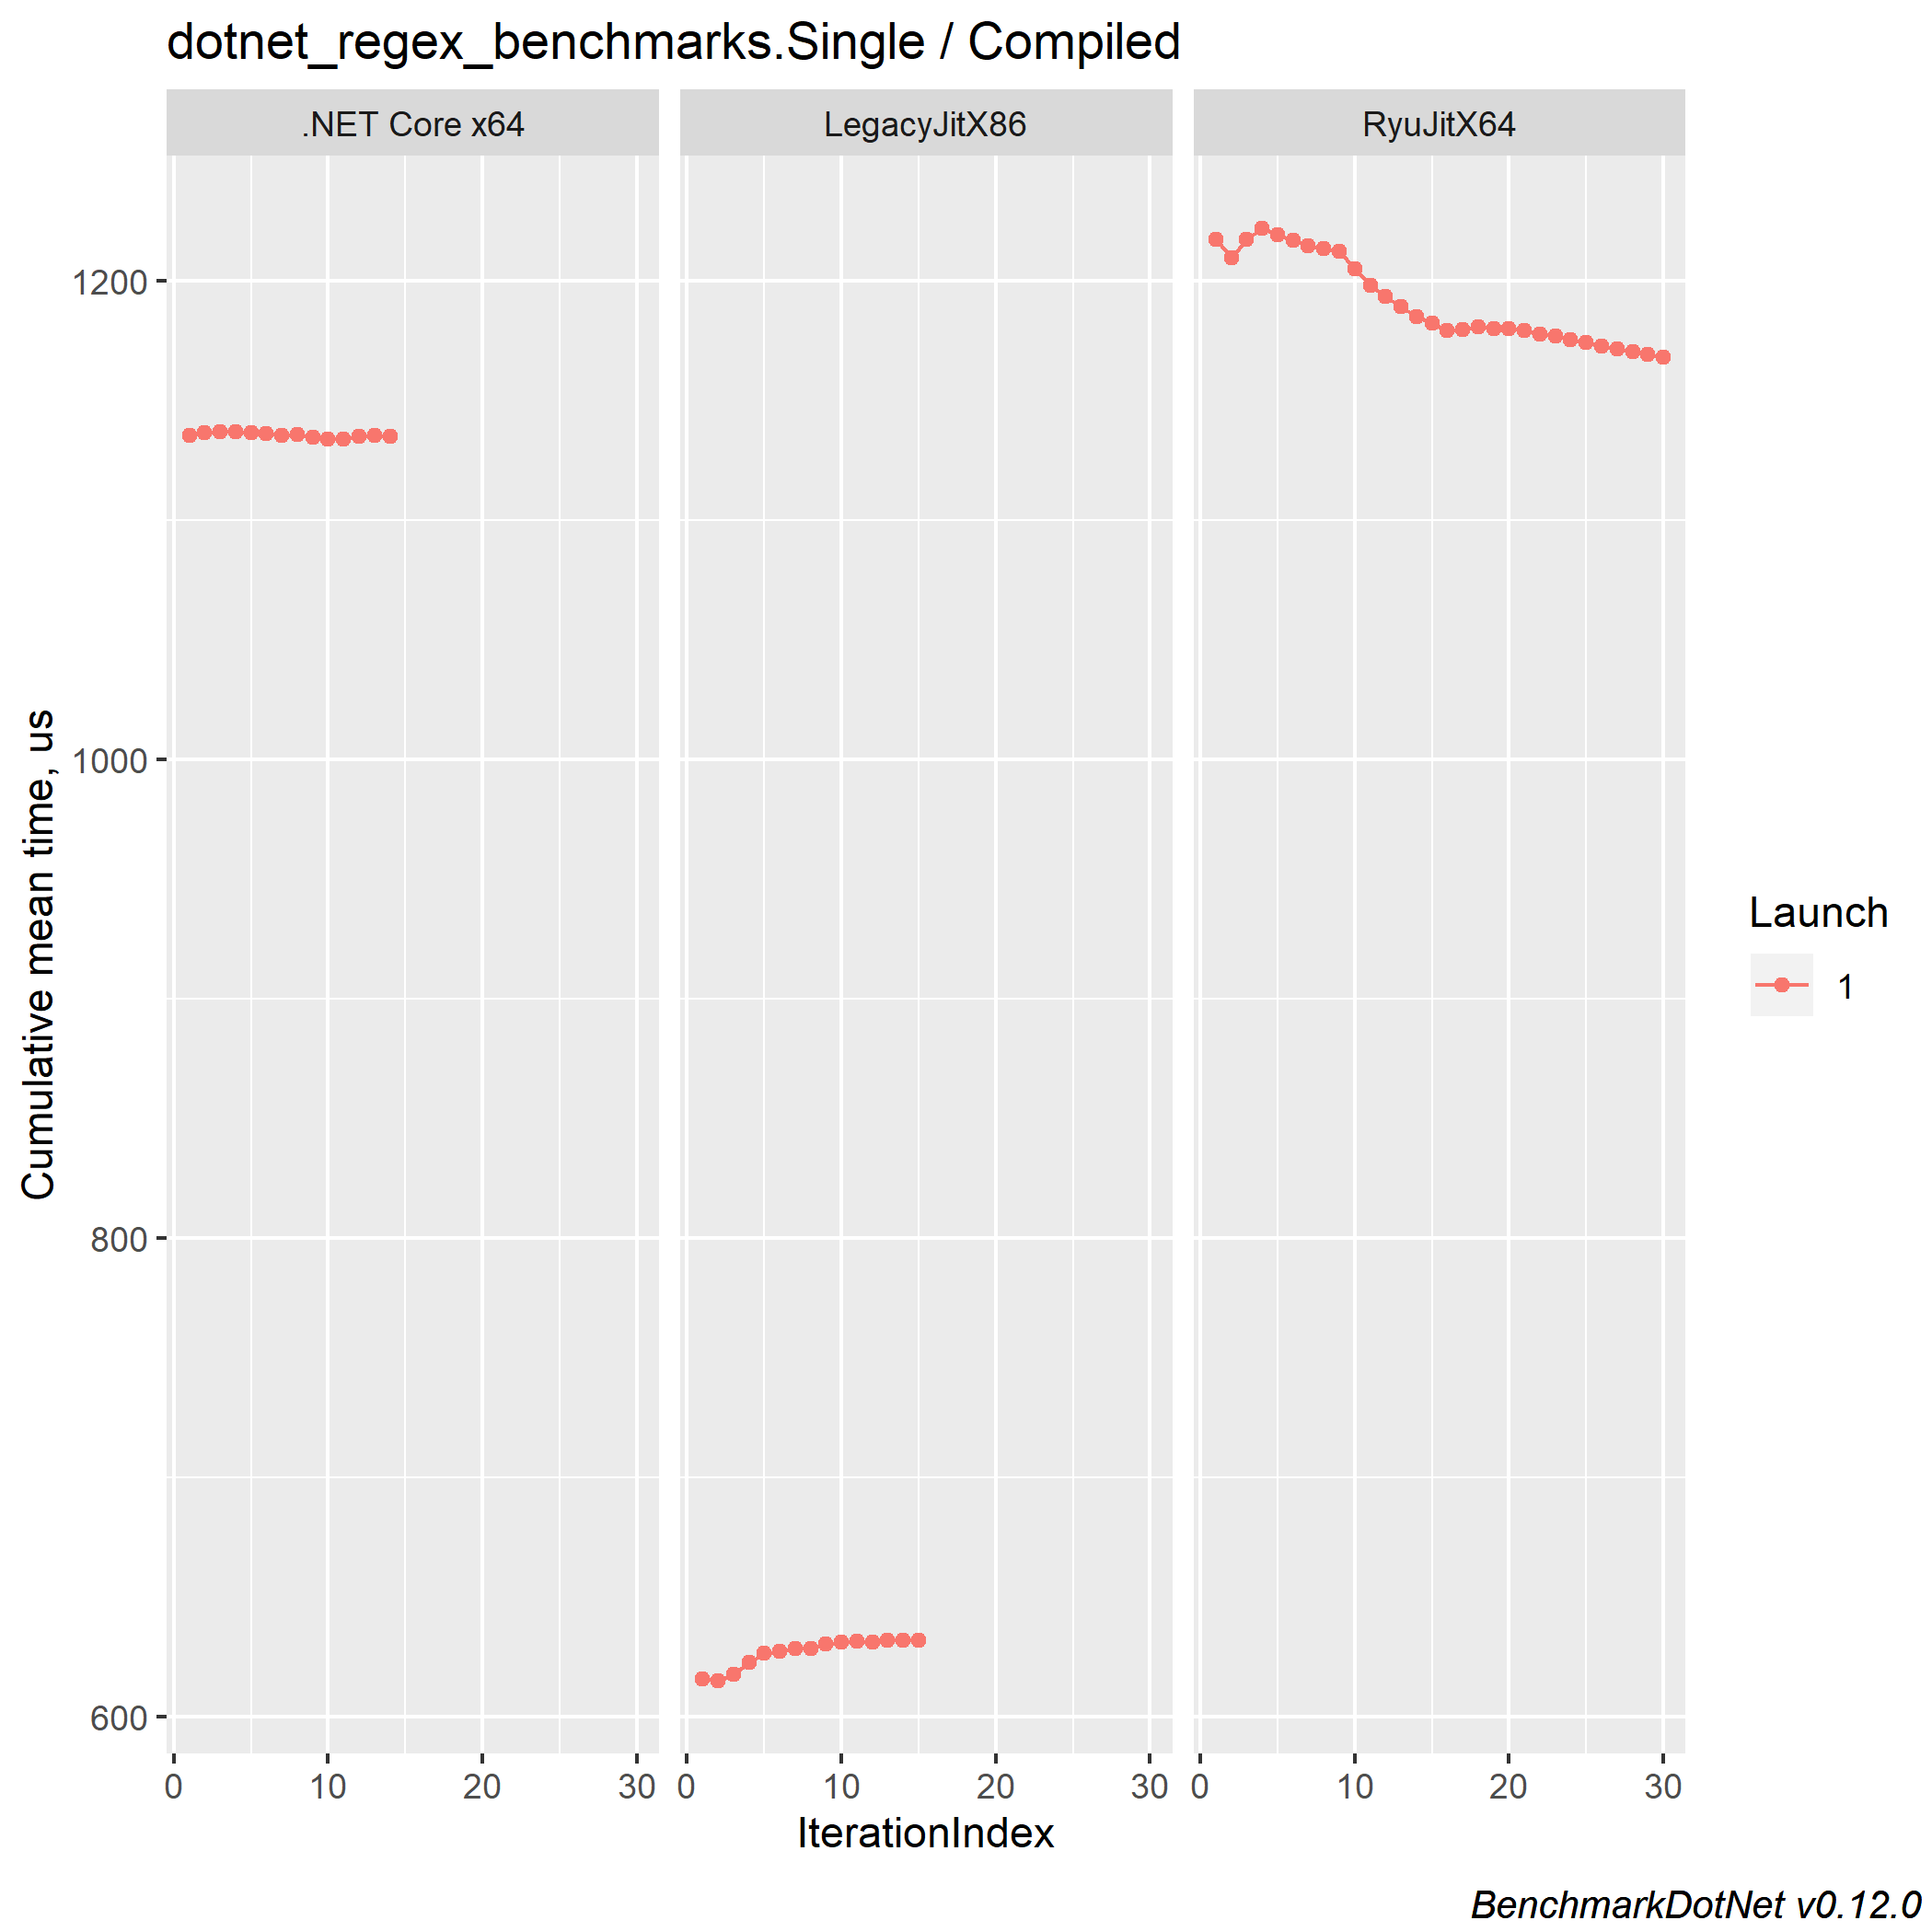 dotnet_regex_benchmarks.Single / Compiled
.NET Core x64
LegacyJitX86
RyuJitX64
1200
1000
800
600
Cumulative mean time, us
0 10 20 30
0 10 20 30
0 10 20 30
IterationIndex
Launch
1
BenchmarkDotNet v0.12.0